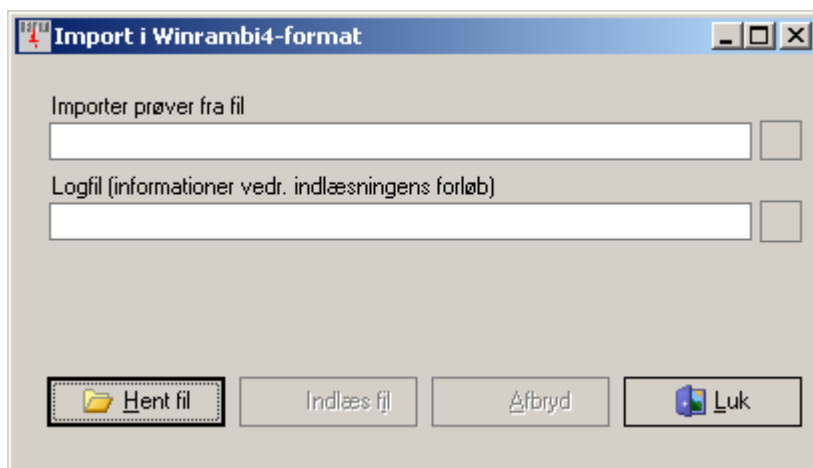 Import i Winrambi4-format
Importer prøver fra fil
Logfil (informationer vedr. indlæsningens forløb)
Hent fil
Indlæs fil
Afbryd
Luk